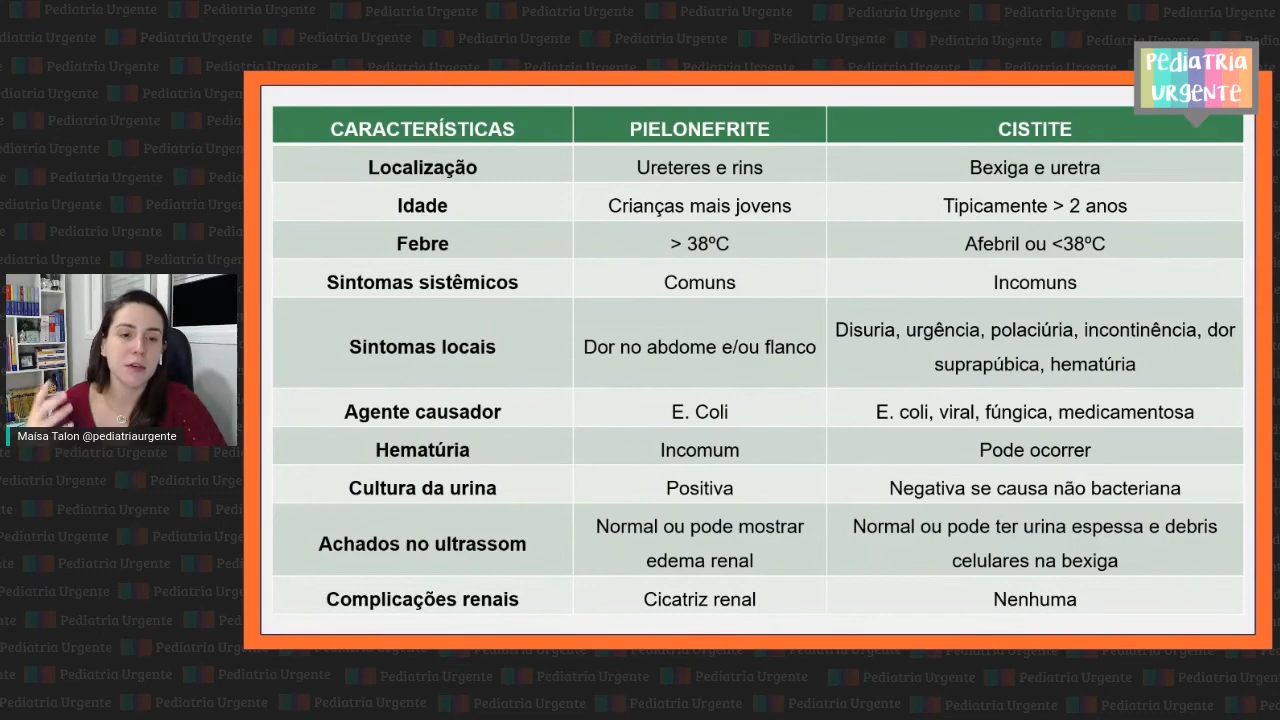 PEDIATRIA
URGENTE
CARACTERÍSTICAS PIELONEFRITE CISTITE
Localização Ureteres e rins Bexiga e uretra
Idade Crianças mais jovens Tipicamente > 2 anos
Febre > 38ºC Afebril ou <38ºC
Sintomas sistêmicos Comuns Incomuns
Sintomas locais Dor no abdome e/ou flanco Disuria, urgência, polaciúria, incontinência, dor
suprapúbica, hematúria
Agente causador E. Coli E. coli, viral, fúngica, medicamentosa
Hematúria Incomum Pode ocorrer
Cultura da urina Positiva Negativa se causa não bacteriana
Achados no ultrassom Normal ou pode mostrar
edema renal Normal ou pode ter urina espessa e debris
celulares na bexiga
Complicações renais Cicatriz renal Nenhuma
Maísa Talon @pediatriaurgente
Pediatria Urgente